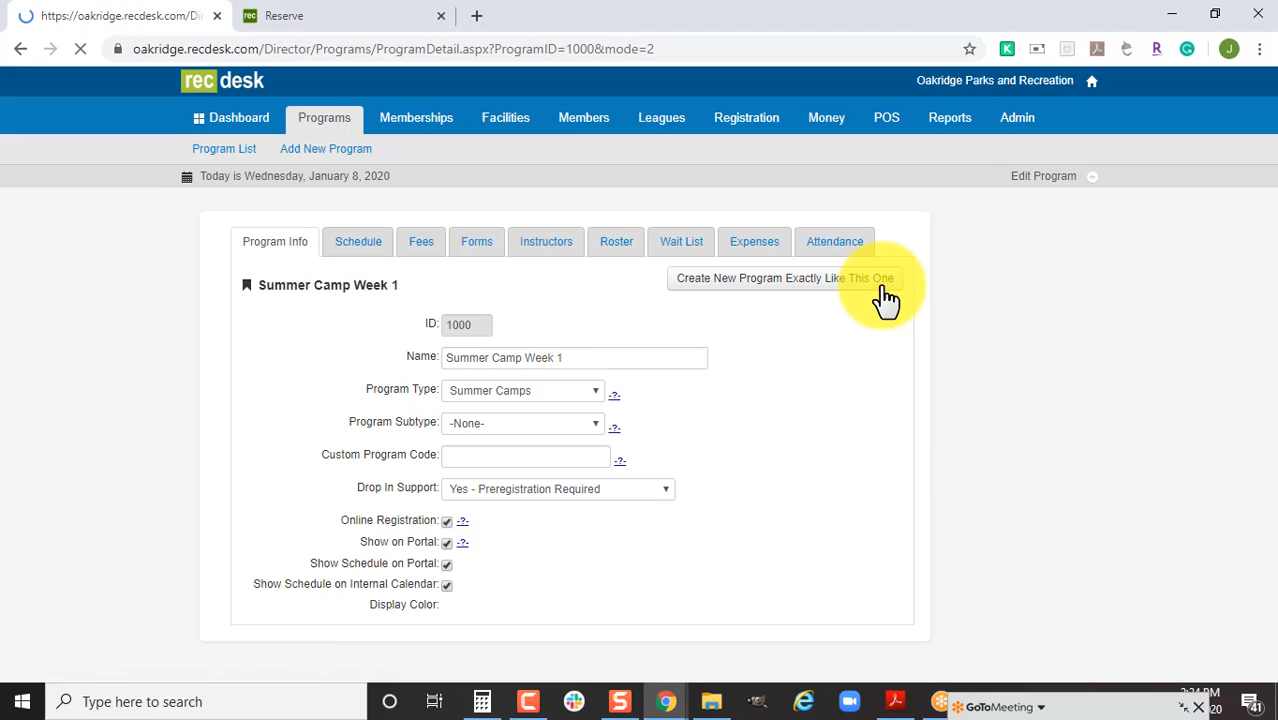 https://oakridge.recdesk.com/Dir
Reserve
oakridge.recdesk.com/Director/Programs/ProgramDetail.aspx?ProgramID=1000&mode=2
J
rec desk
Oakridge Parks and Recreation
Dashboard Programs Memberships Facilities Members Leagues Registration Money POS Reports Admin
Program List Add New Program
Today is Wednesday, January 8, 2020
Edit Program
Program Info Schedule Fees Forms Instructors Roster Wait List Expenses Attendance
Create New Program Exactly Like This One
Summer Camp Week 1
ID: 1000
Name: Summer Camp Week 1
Program Type: Summer Camps -?-
Program Subtype: -None- -?-
Custom Program Code: -?-
Drop In Support: Yes - Preregistration Required
Online Registration: -?-
Show on Portal: -?-
Show Schedule on Portal:
Show Schedule on Internal Calendar:
Display Color:
Type here to search
GoToMeeting
41